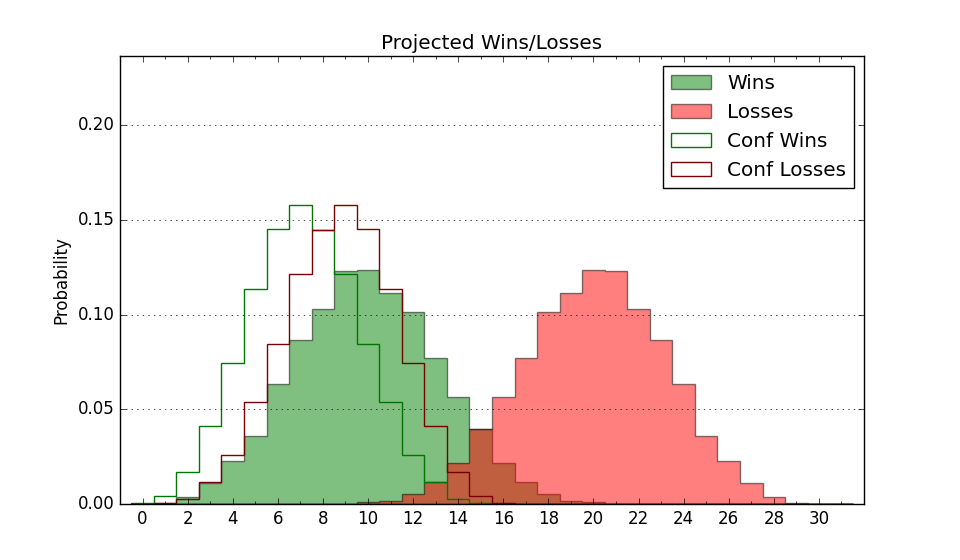 Projected Wins/Losses
Wins
Losses
Conf Wins
Conf Losses
Probability
0.20
0.15
0.10
0.05
0.00
0 2 4 6 8 10 12 14 16 18 20 22 24 26 28 30